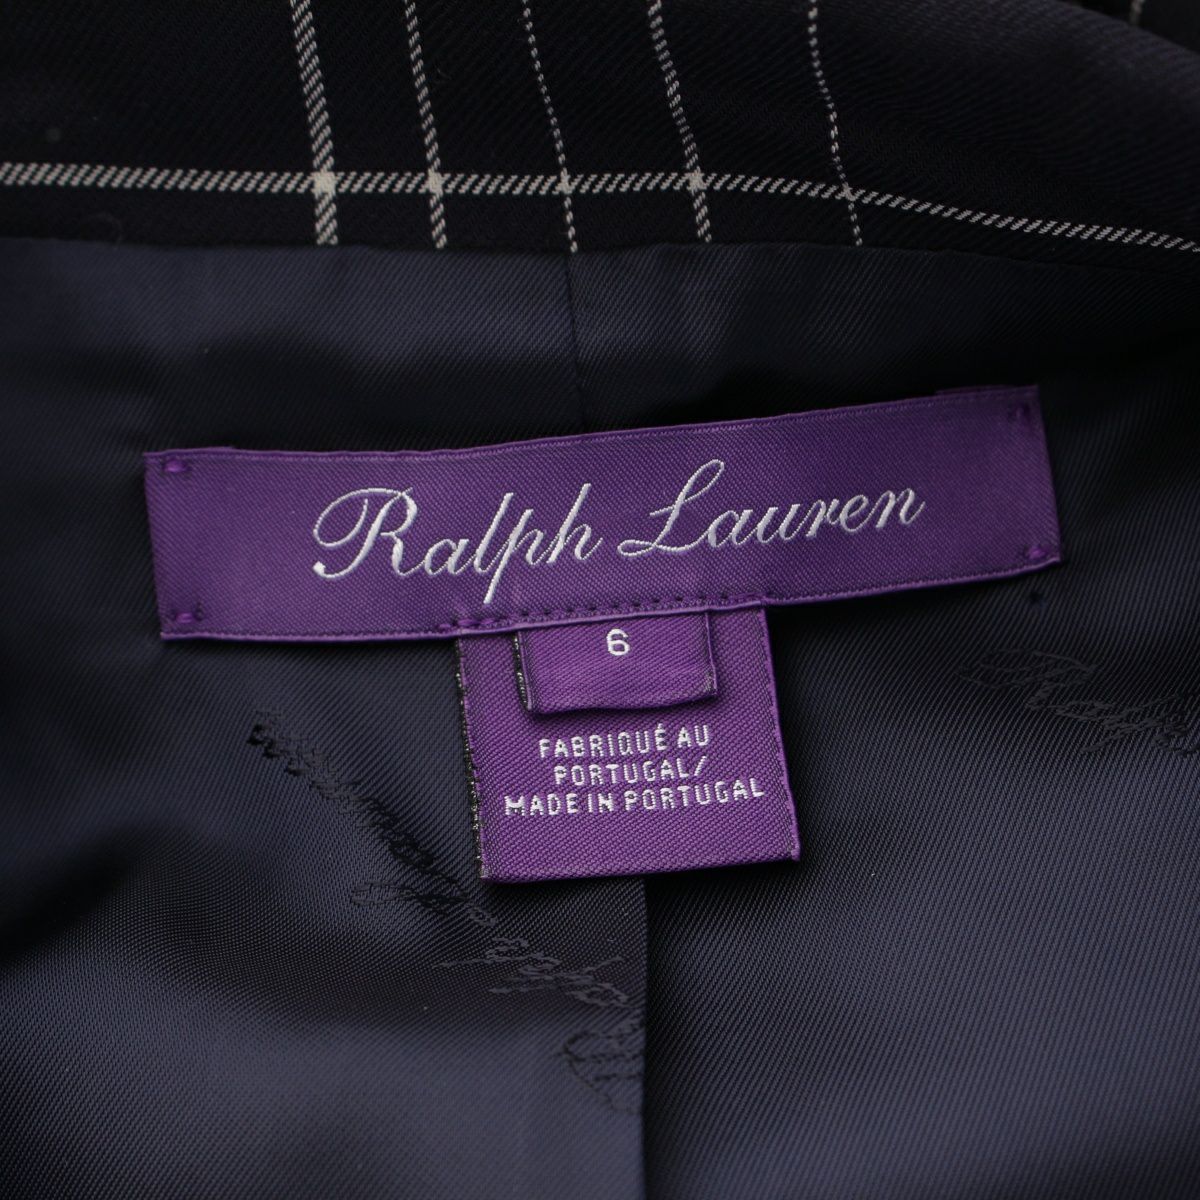 Ralph Lauren
6
FABRIQUÉ AU
PORTUGAL/
MADE IN PORTUGAL